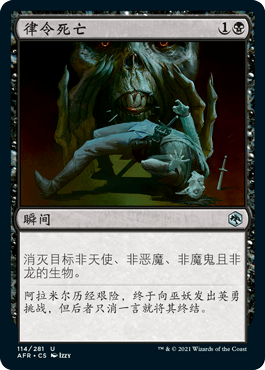 律令死亡 1
瞬间
消灭目标非天使、非恶魔、非魔鬼且非
龙的生物。
阿拉米尔历经艰险，终于向巫妖发出英勇
挑战，但后者只消一言就将其终结。
114/281 U
AFR • CS Izzy
™ & © 2021 Wizards of the Coast